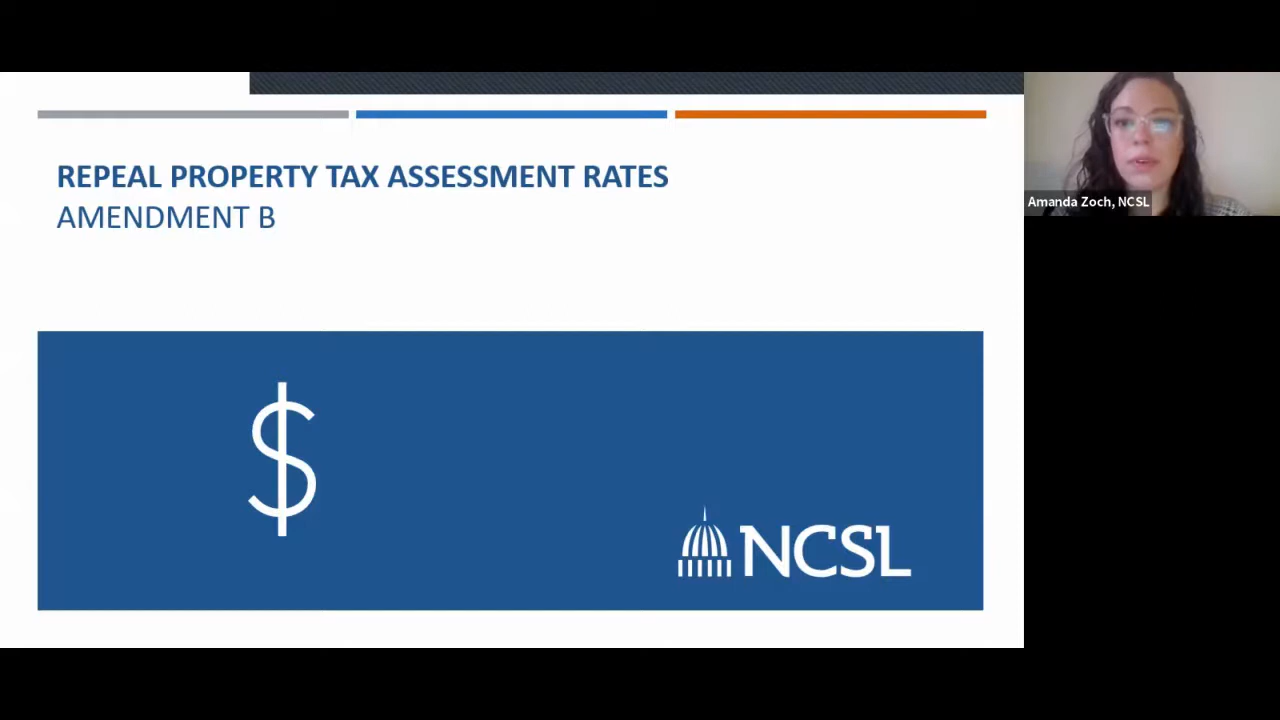 REPEAL PROPERTY TAX ASSESSMENT RATES
AMENDMENT B
Amanda Zoch, NCSL
$
NCSL